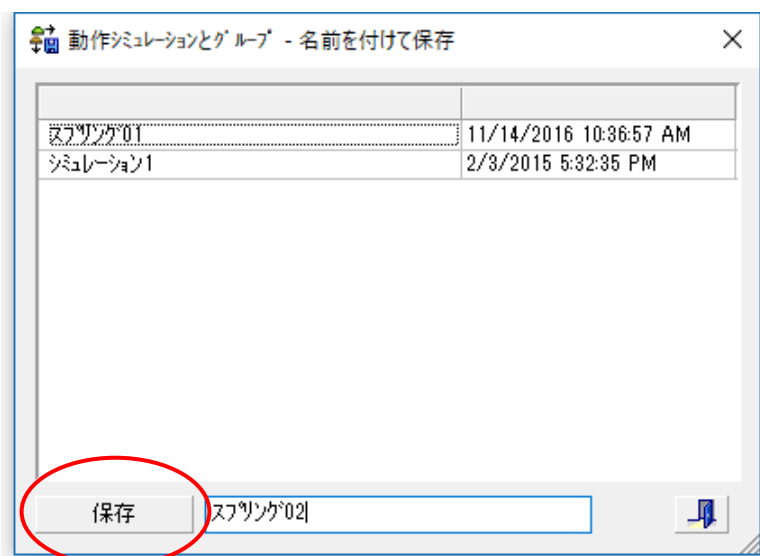 動作ｼﾐｭﾚｰｼｮﾝとｸﾞﾙｰﾌﾟ - 名前を付けて保存
ｽﾌﾟﾘﾝｸﾞ01 11/14/2016 10:36:57 AM
ｼﾐｭﾚｰｼｮﾝ1 2/3/2015 5:32:35 PM
保存 ｽﾌﾟﾘﾝｸﾞ02